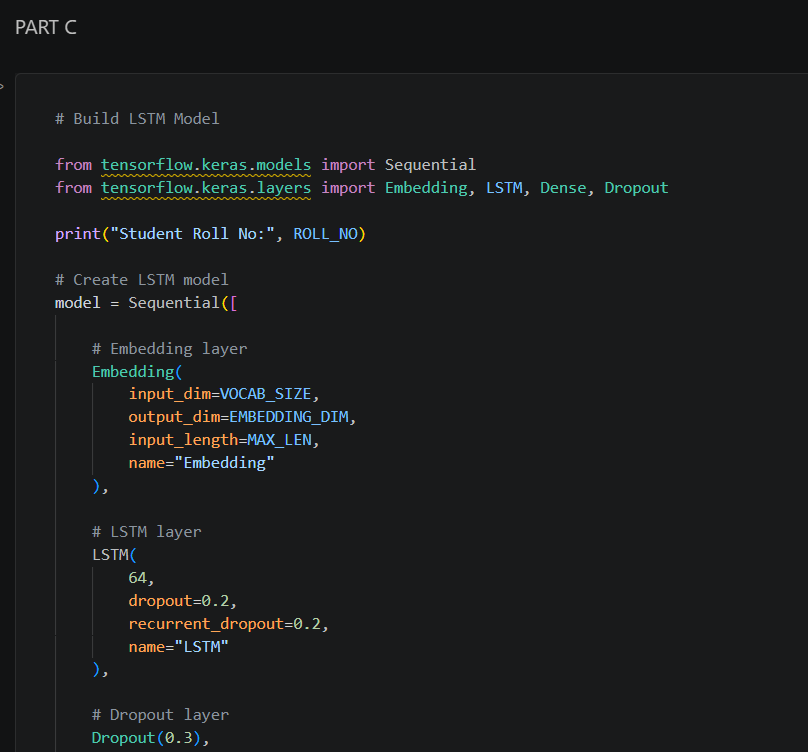 PART C
# Build LSTM Model
from tensorflow.keras.models import Sequential
from tensorflow.keras.layers import Embedding, LSTM, Dense, Dropout
print("Student Roll No:", ROLL_NO)
# Create LSTM model
model = Sequential([
# Embedding layer
Embedding(
input_dim=VOCAB_SIZE,
output_dim=EMBEDDING_DIM,
input_length=MAX_LEN,
name="Embedding"
),
# LSTM layer
LSTM(
64,
dropout=0.2,
recurrent_dropout=0.2,
name="LSTM"
),
# Dropout layer
Dropout(0.3),